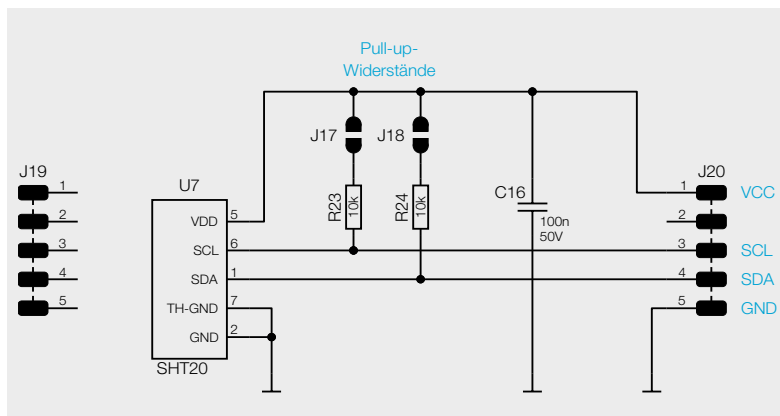 Pull-up-
Widerstände
J17
J18
J19
1
2
3
4
5
U7
VDD
5
SCL
6
SDA
1
TH-GND
7
GND
2
SHT20
R23
10k
R24
10k
C16
100n
50V
J20
1
VCC
2
3
SCL
4
SDA
5
GND